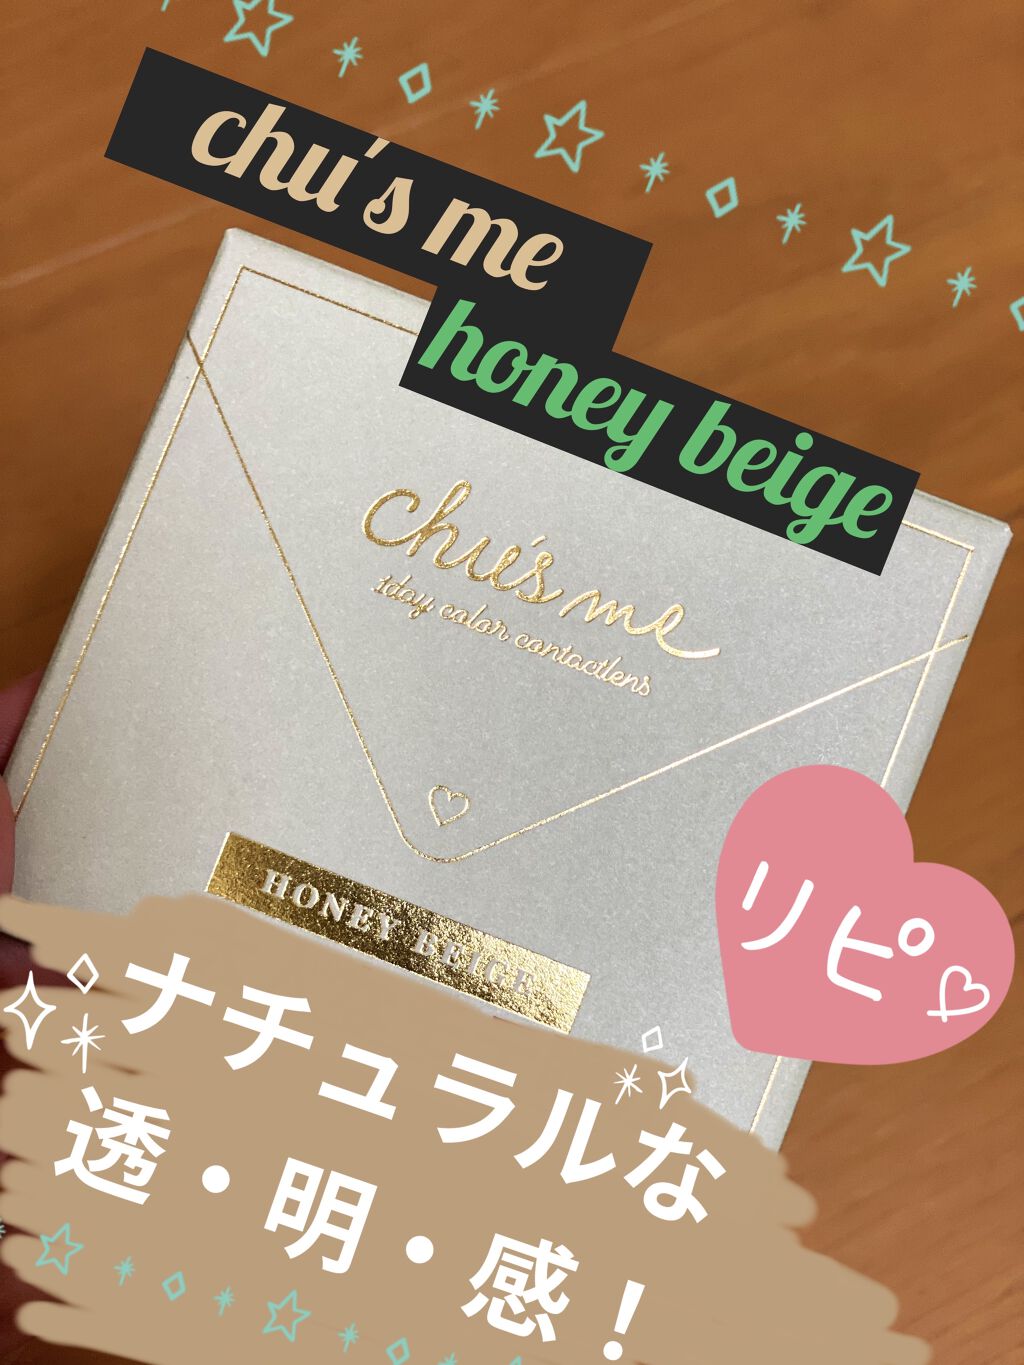 chu's me
honey beige
chu's me
1day color contactlens
HONEY BEIGE
リピ
ナチュラルな
透・明・感！